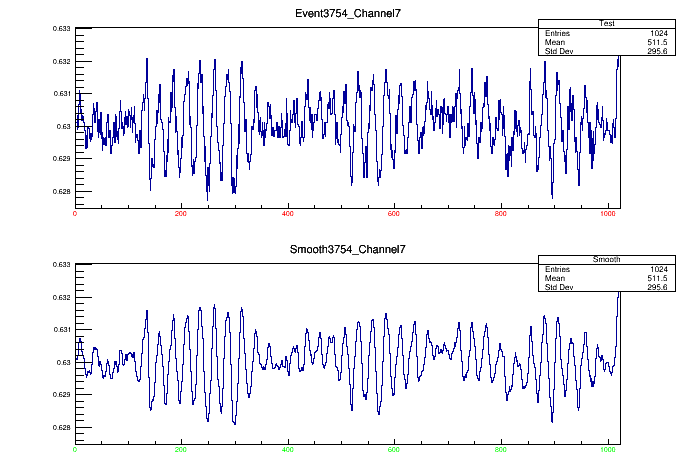 Event3754_Channel7
Test
Entries 1024
Mean 511.5
Std Dev 295.6
0.633
0.632
0.631
0.63
0.629
0.628
0 200 400 600 800 1000
Smooth3754_Channel7
Smooth
Entries 1024
Mean 511.5
Std Dev 295.6
0.633
0.632
0.631
0.63
0.629
0.628
0 200 400 600 800 1000